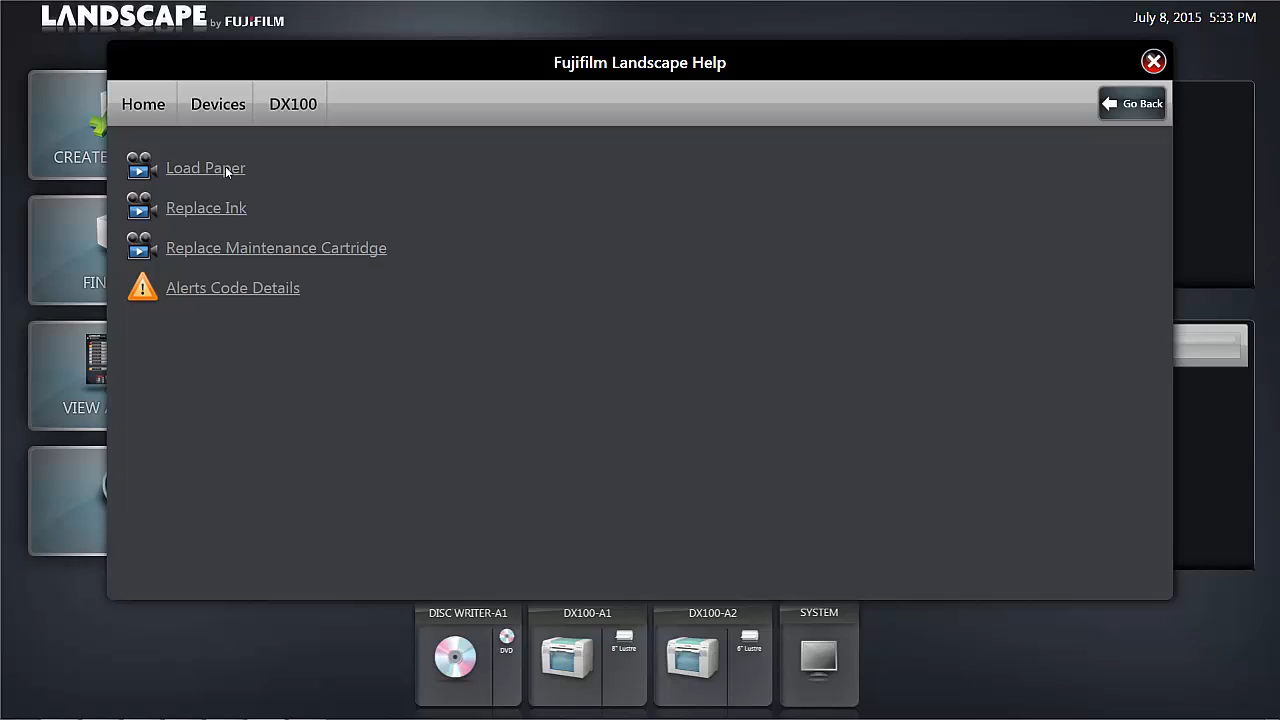 LANDSCAPE by FUJIFILM
July 8, 2015 5:33 PM
Fujifilm Landscape Help
Home
Devices
DX100
Go Back
Load Paper
Replace Ink
Replace Maintenance Cartridge
Alerts Code Details
CREATE
FIN
VIEW
DISC WRITER-A1
DVD
DX100-A1
8" Lustre
DX100-A2
6" Lustre
SYSTEM